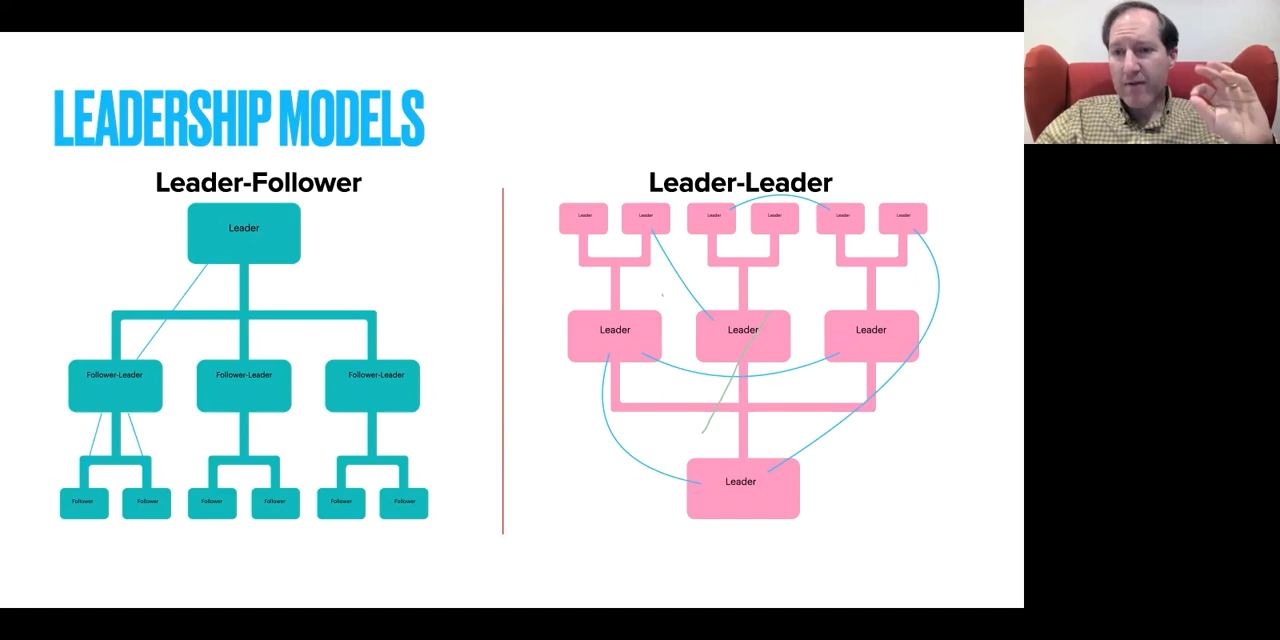 LEADERSHIP MODELS
Leader-Follower
Leader
Follower-Leader Follower-Leader Follower-Leader
Follower Follower Follower Follower Follower Follower
Leader-Leader
Leader Leader Leader Leader Leader Leader
Leader Leader Leader
Leader